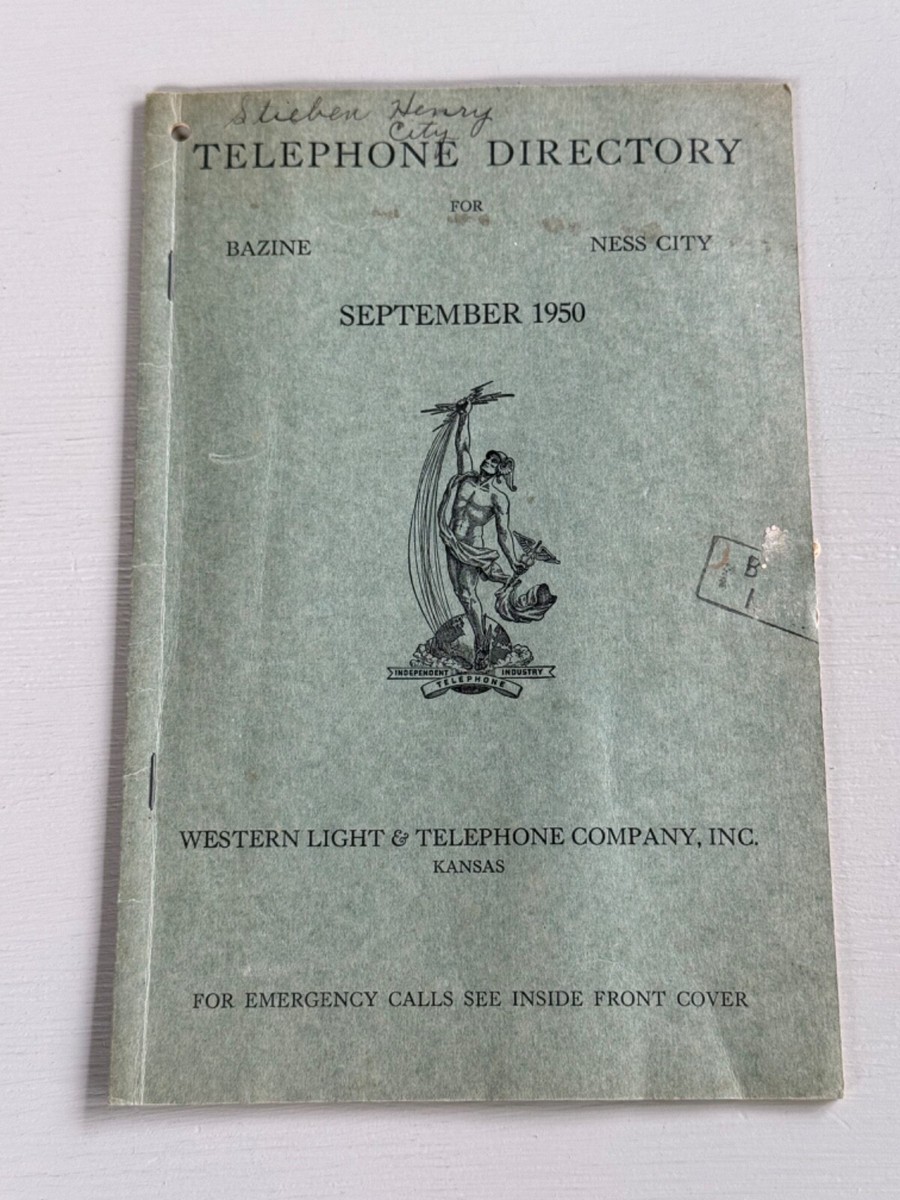 Stieben Henry
City
TELEPHONE DIRECTORY
FOR
BAZINE NESS CITY
SEPTEMBER 1950
B
1
INDEPENDENT INDUSTRY
TELEPHONE
WESTERN LIGHT & TELEPHONE COMPANY, INC.
KANSAS
FOR EMERGENCY CALLS SEE INSIDE FRONT COVER